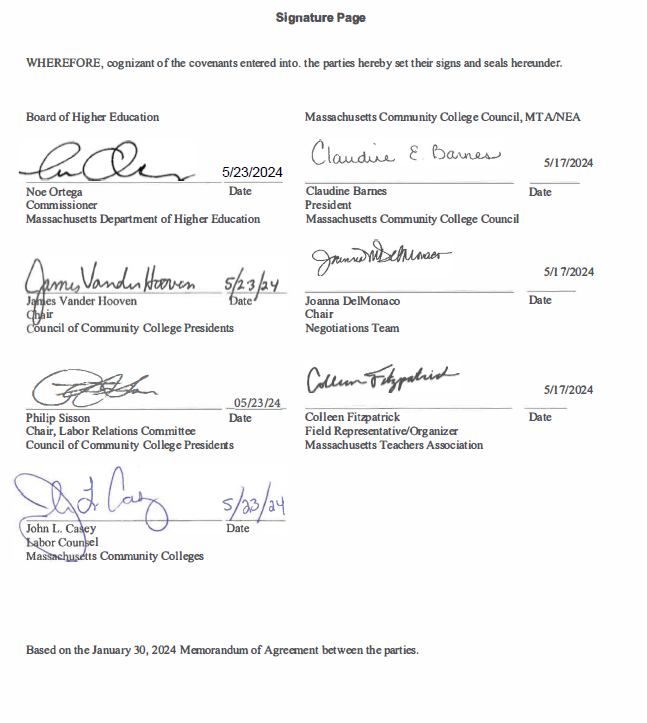 Signature Page
WHEREFORE, cognizant of the covenants entered into. the parties hereby set their signs and seals hereunder.
Board of Higher Education
5/23/2024
Noe Ortega Date
Commissioner
Massachusetts Department of Higher Education
James Vander Hooven 5/23/24
James Vander Hooven Date
Chair
Council of Community College Presidents
05/23/24
Philip Sisson Date
Chair, Labor Relations Committee
Council of Community College Presidents
John L Casey 5/23/24
John L. Casey Date
Labor Counsel
Massachusetts Community Colleges
Massachusetts Community College Council, MTA/NEA
Claudine E. Barnes 5/17/2024
Claudine Barnes Date
President
Massachusetts Community College Council
Joanna DelMonaco 5/17/2024
Joanna DelMonaco Date
Chair
Negotiations Team
Colleen Fitzpatrick 5/17/2024
Colleen Fitzpatrick Date
Field Representative/Organizer
Massachusetts Teachers Association
Based on the January 30, 2024 Memorandum of Agreement between the parties.